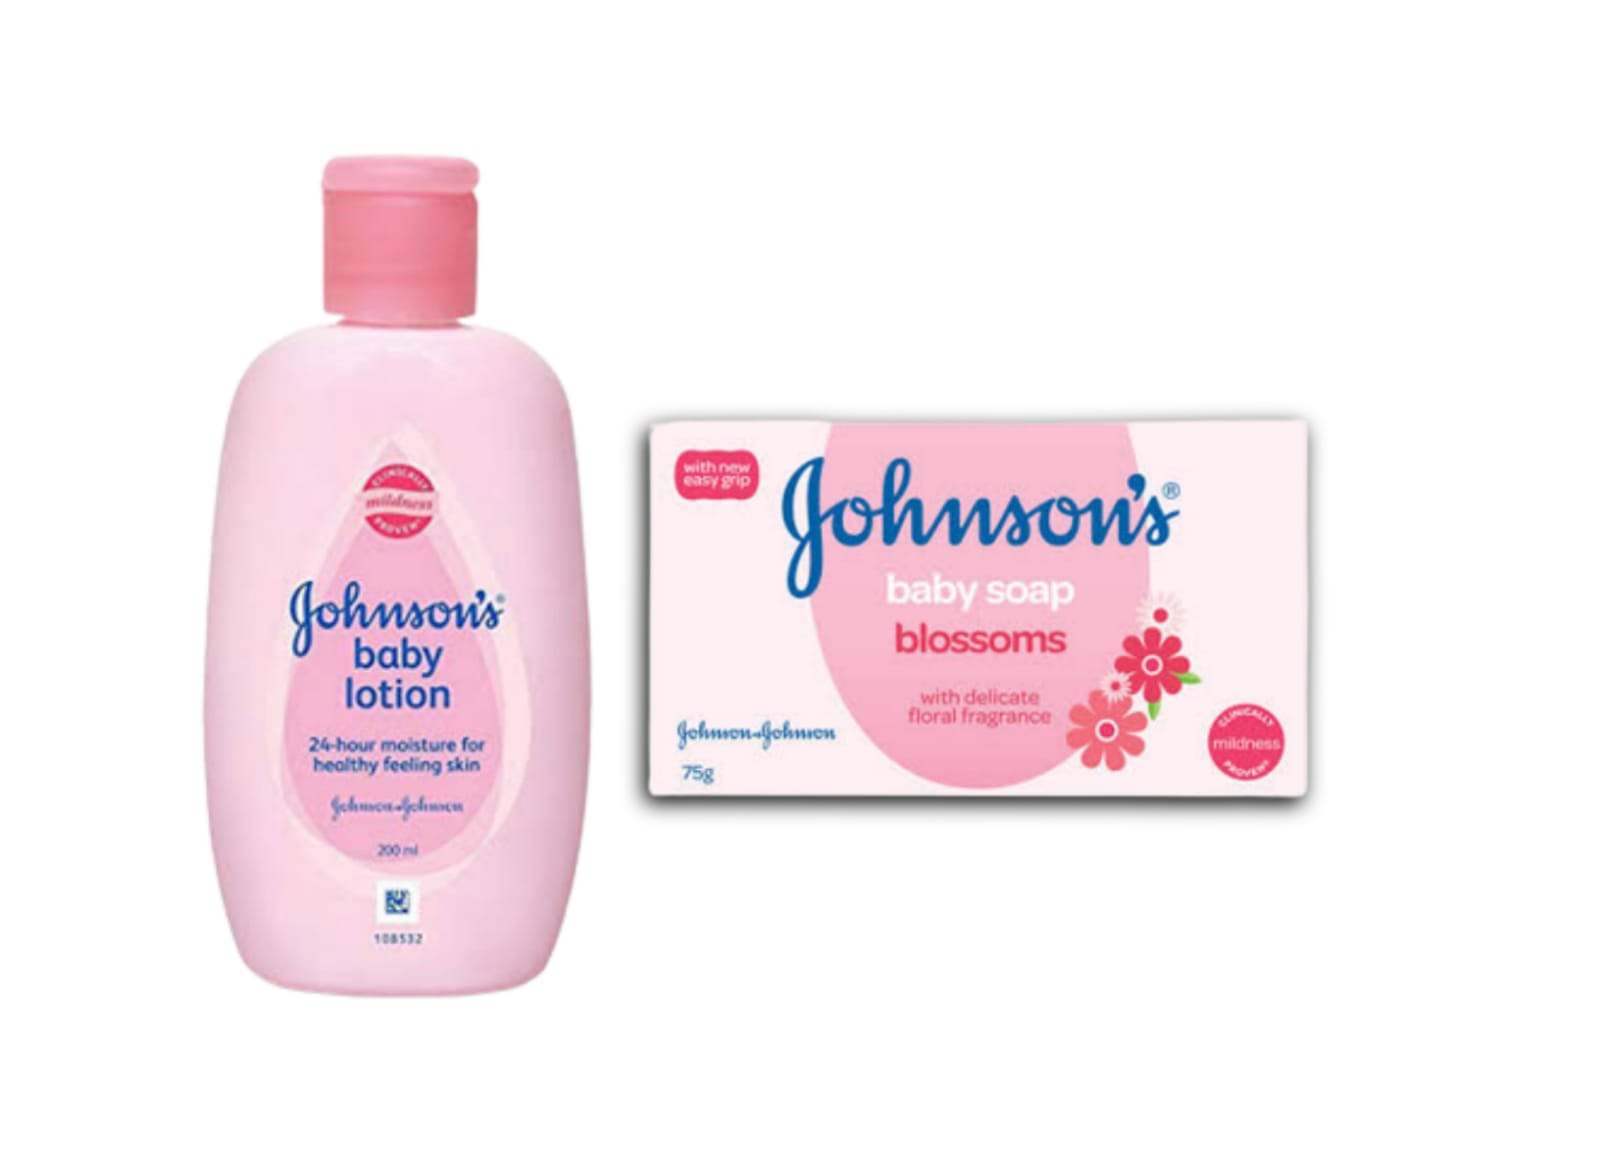 CLINICALLY
mildness
PROVEN
Johnson's®
baby
lotion
24-hour moisture for
healthy feeling skin
Johnson+Johnson
200 ml
108532
with new
easy grip
Johnson's®
baby soap
blossoms
with delicate
floral fragrance
Johnson+Johnson
75g
CLINICALLY
mildness
PROVEN